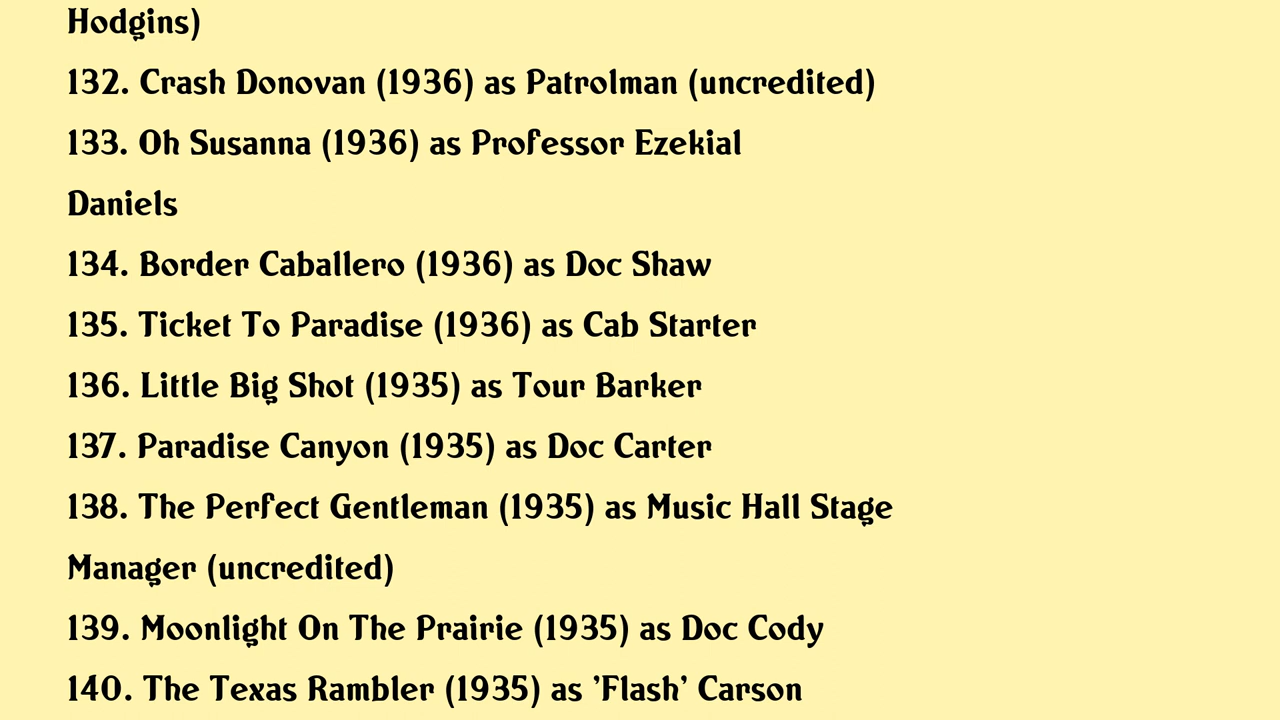 Hodgins)
132. Crash Donovan (1936) as Patrolman (uncredited)
133. Oh Susanna (1936) as Professor Ezekial
Daniels
134. Border Caballero (1936) as Doc Shaw
135. Ticket To Paradise (1936) as Cab Starter
136. Little Big Shot (1935) as Tour Barker
137. Paradise Canyon (1935) as Doc Carter
138. The Perfect Gentleman (1935) as Music Hall Stage
Manager (uncredited)
139. Moonlight On The Prairie (1935) as Doc Cody
140. The Texas Rambler (1935) as 'Flash' Carson